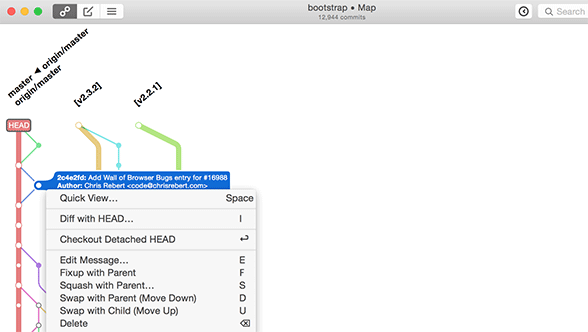 bootstrap • Map
12,944 commits
Search
master ◀ origin/master
origin/master
[v2.3.2]
[v2.2.1]
HEAD
2c4e2fd: Add Wall of Browser Bugs entry for #16988
Author: Chris Rebert <code@chrisrebert.com>
Quick View… Space
Diff with HEAD… I
Checkout Detached HEAD ↩
Edit Message… E
Fixup with Parent F
Squash with Parent… S
Swap with Parent (Move Down) D
Swap with Child (Move Up) U
Delete ⌫